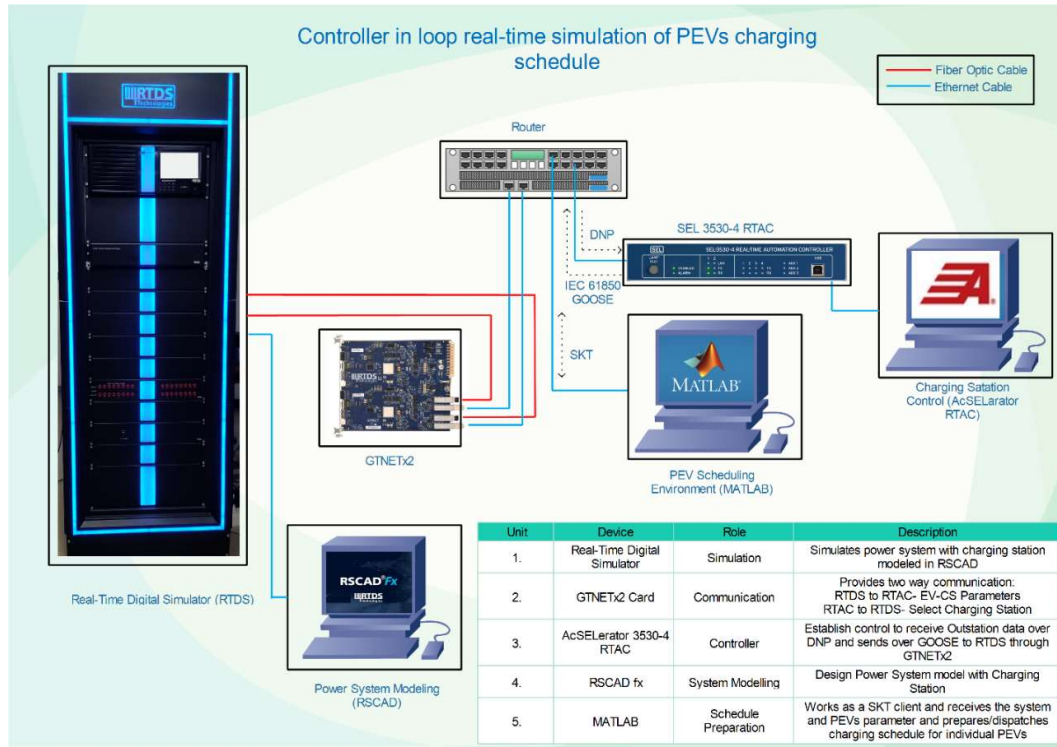 Controller in loop real-time simulation of PEVs charging
schedule
Fiber Optic Cable
Ethernet Cable
RTDS
Technologies
Router
DNP
IEC 61850
GOOSE
SKT
SEL 3530-4 RTAC
SEL
SEL-3530-4 REAL-TIME AUTOMATION CONTROLLER
Charging Satation
Control (AcSELarator
RTAC)
MATLAB
PEV Scheduling
Environment (MATLAB)
RTDS
GTNETx2
Real-Time Digital Simulator (RTDS)
RSCAD Fx
RTDS
Power System Modeling
(RSCAD)
Unit Device Role Description
1. Real-Time Digital Simulator Simulation Simulates power system with charging station modeled in RSCAD
2. GTNETx2 Card Communication Provides two way communication: RTDS to RTAC- EV-CS Parameters RTAC to RTDS- Select Charging Station
3. AcSELerator 3530-4 RTAC Controller Establish control to receive Outstation data over DNP and sends over GOOSE to RTDS through GTNETx2
4. RSCAD fx System Modelling Design Power System model with Charging Station
5. MATLAB Schedule Preparation Works as a SKT client and receives the system and PEVs parameter and prepares/dispatches charging schedule for individual PEVs